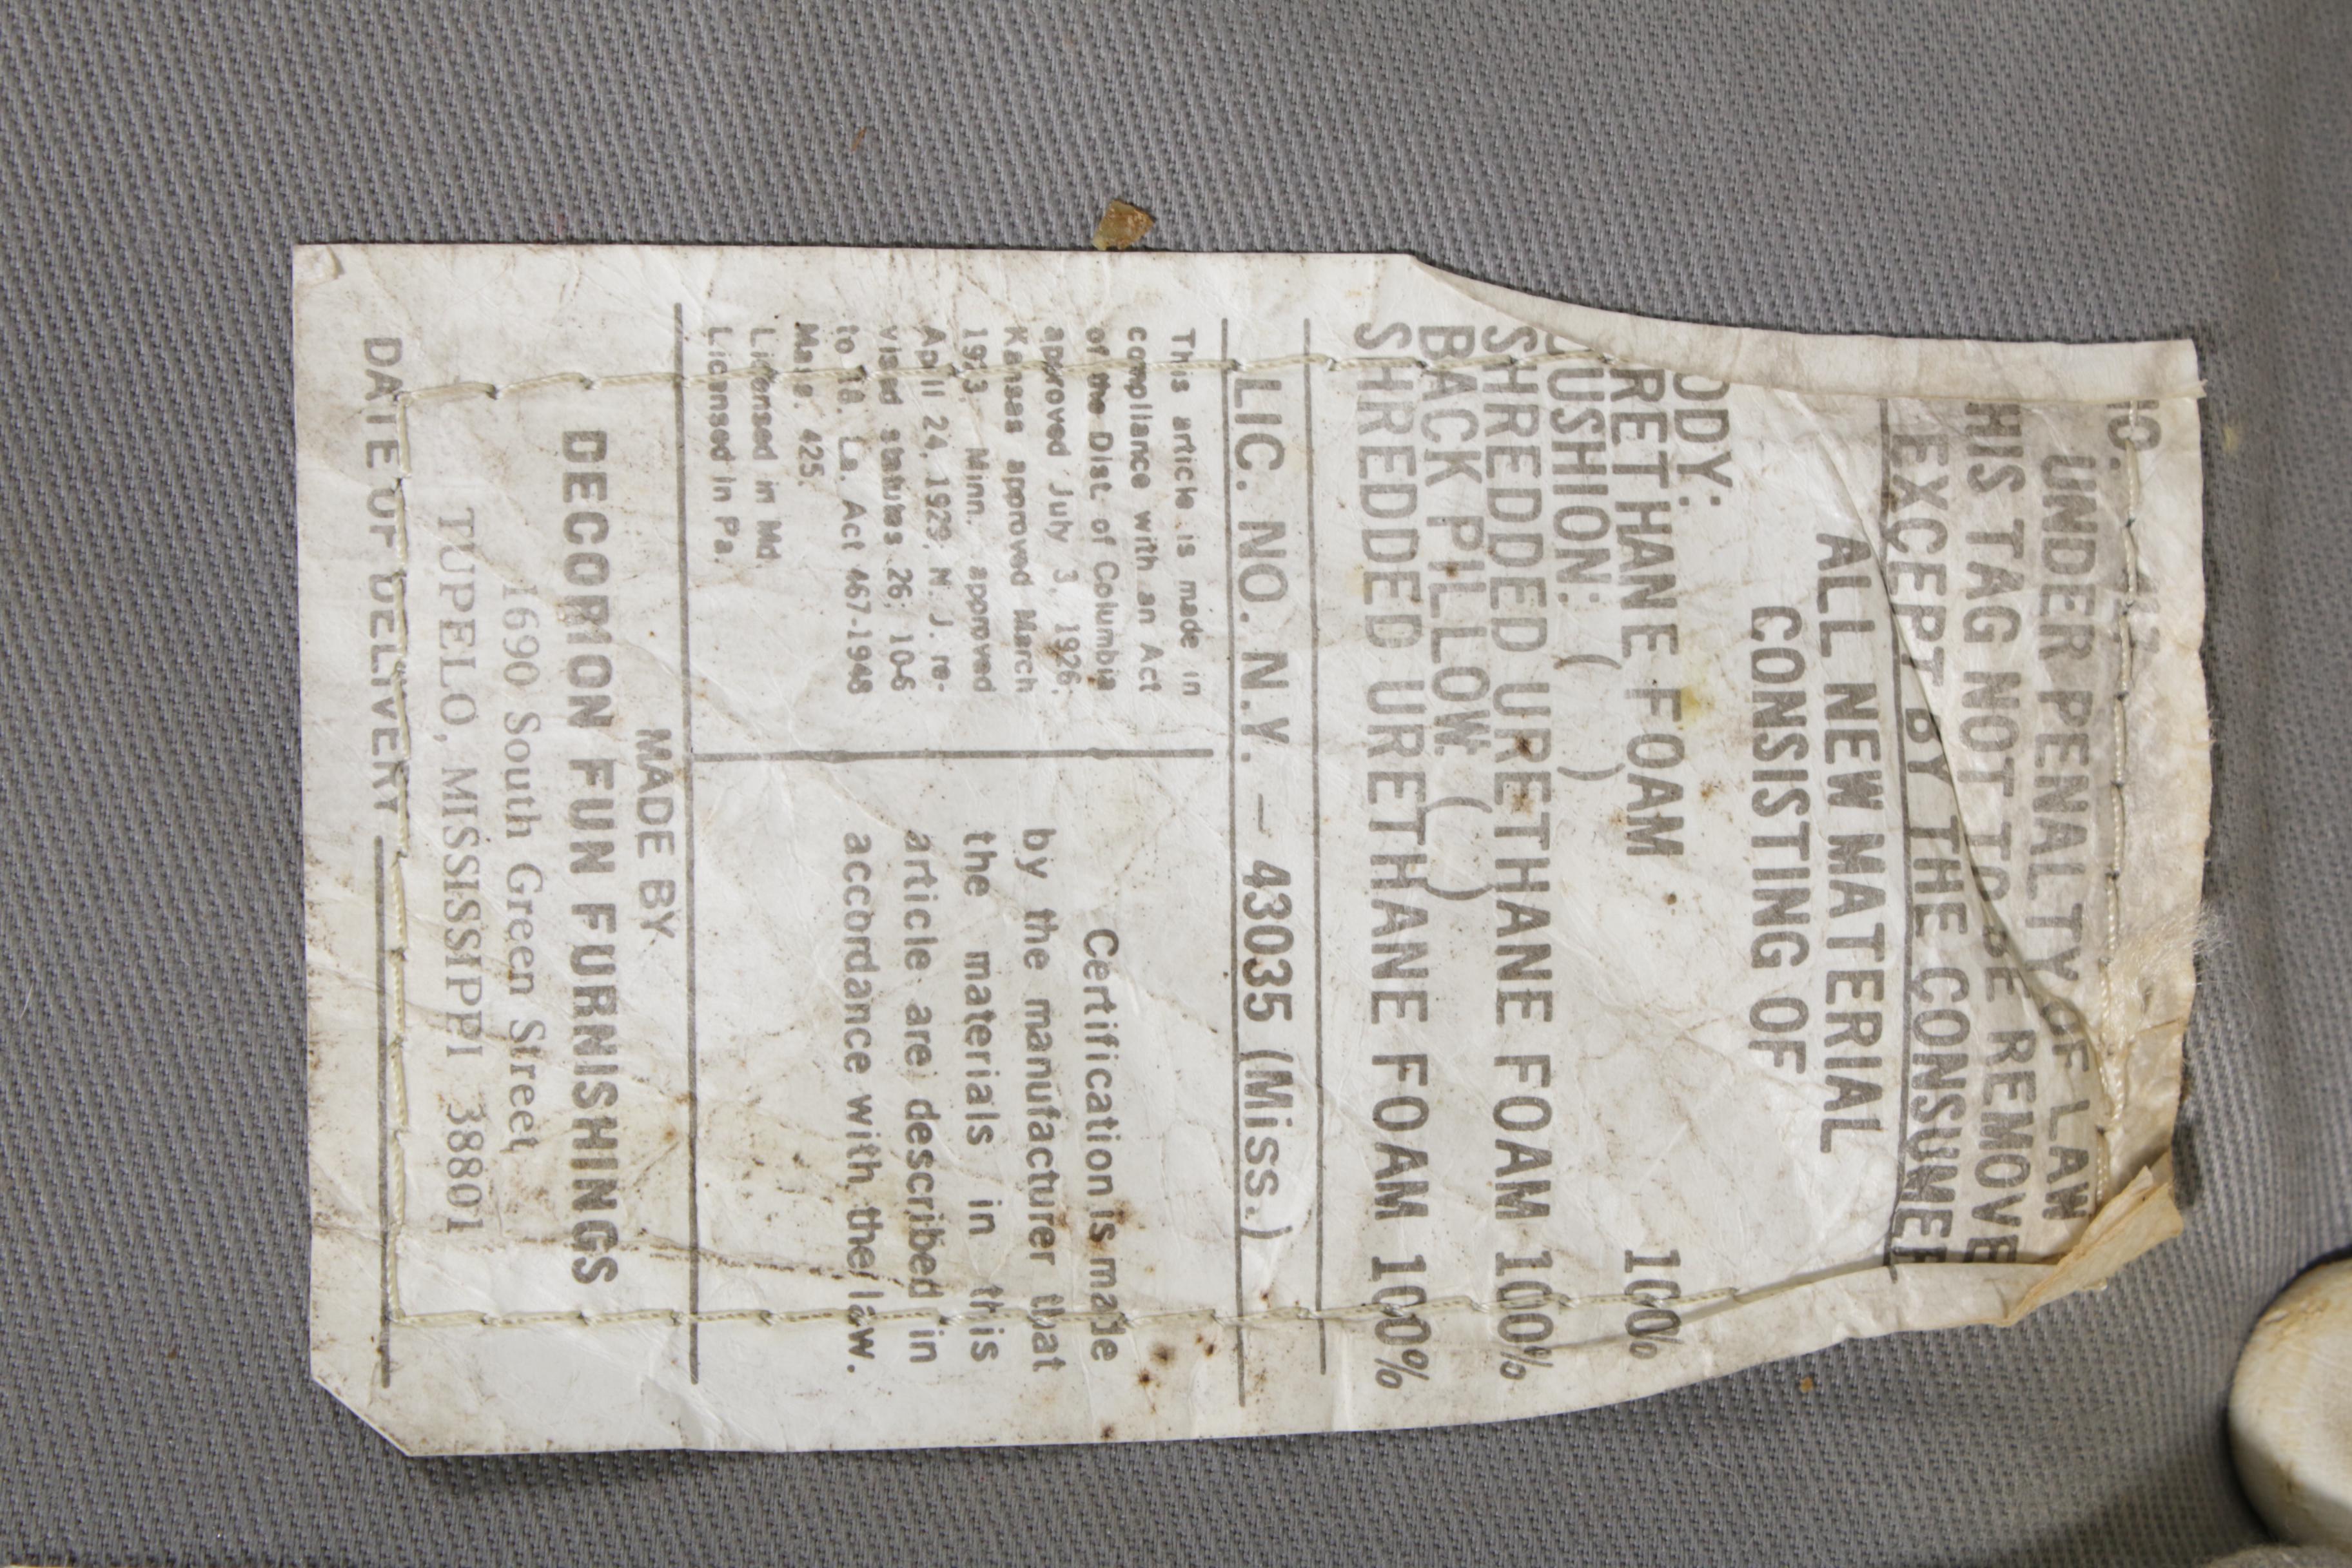 UNDER PENALTY OF LAW
HIS TAG NOT TO BE REMOVE
EXCEPT BY THE CONSUMER
ALL NEW MATERIAL
CONSISTING OF
ODY:
RETHANE FOAM 100%
USHION: ( )
SHREDDED URETHANE FOAM 100%
BACK PILLOW ( )
SHREDDED URETHANE FOAM 100%
LIC. NO. N.Y. — 43035 (Miss.)
This article is made in
compliance with an Act
of the Dist. of Columbia
approved July 3, 1926;
Kansas approved March
1923; Minn. approved
April 24, 1929; N. J. re-
vised statutes 26; 10-6
to 18. La. Act 467-1948
Mass. 425.
Licensed in Md.
Licensed in Pa.
Certification is made
by the manufacturer that
the materials in this
article are described in
accordance with the law.
MADE BY
DECORION FUN FURNISHINGS
1690 South Green Street
TUPELO, MISSISSIPPI 38801
DATE OF DELIVERY